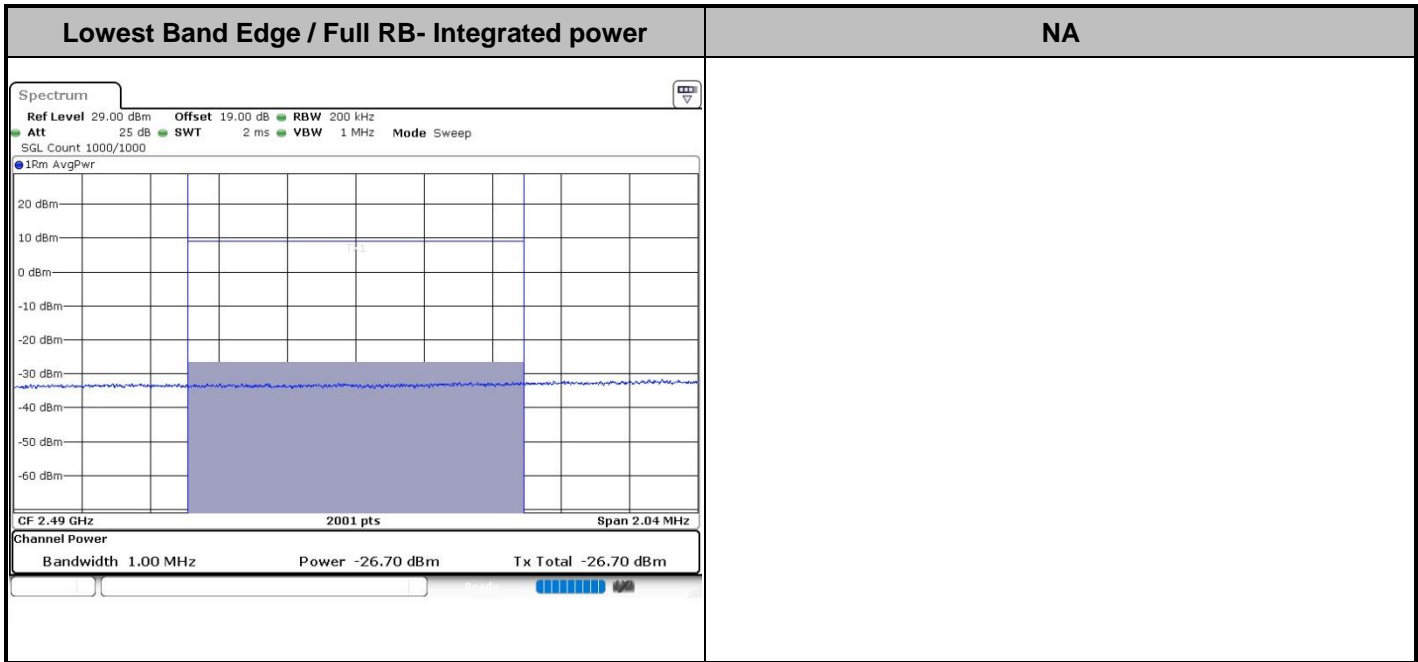 Lowest Band Edge / Full RB- Integrated power
NA
Spectrum
Ref Level 29.00 dBm Offset 19.00 dB RBW 200 kHz
Att 25 dB SWT 2 ms VBW 1 MHz Mode Sweep
SGL Count 1000/1000
1Rm AvgPwr
20 dBm
10 dBm
Tx1
0 dBm
-10 dBm
-20 dBm
-30 dBm
-40 dBm
-50 dBm
-60 dBm
CF 2.49 GHz 2001 pts Span 2.04 MHz
Channel Power
Bandwidth 1.00 MHz Power -26.70 dBm Tx Total -26.70 dBm